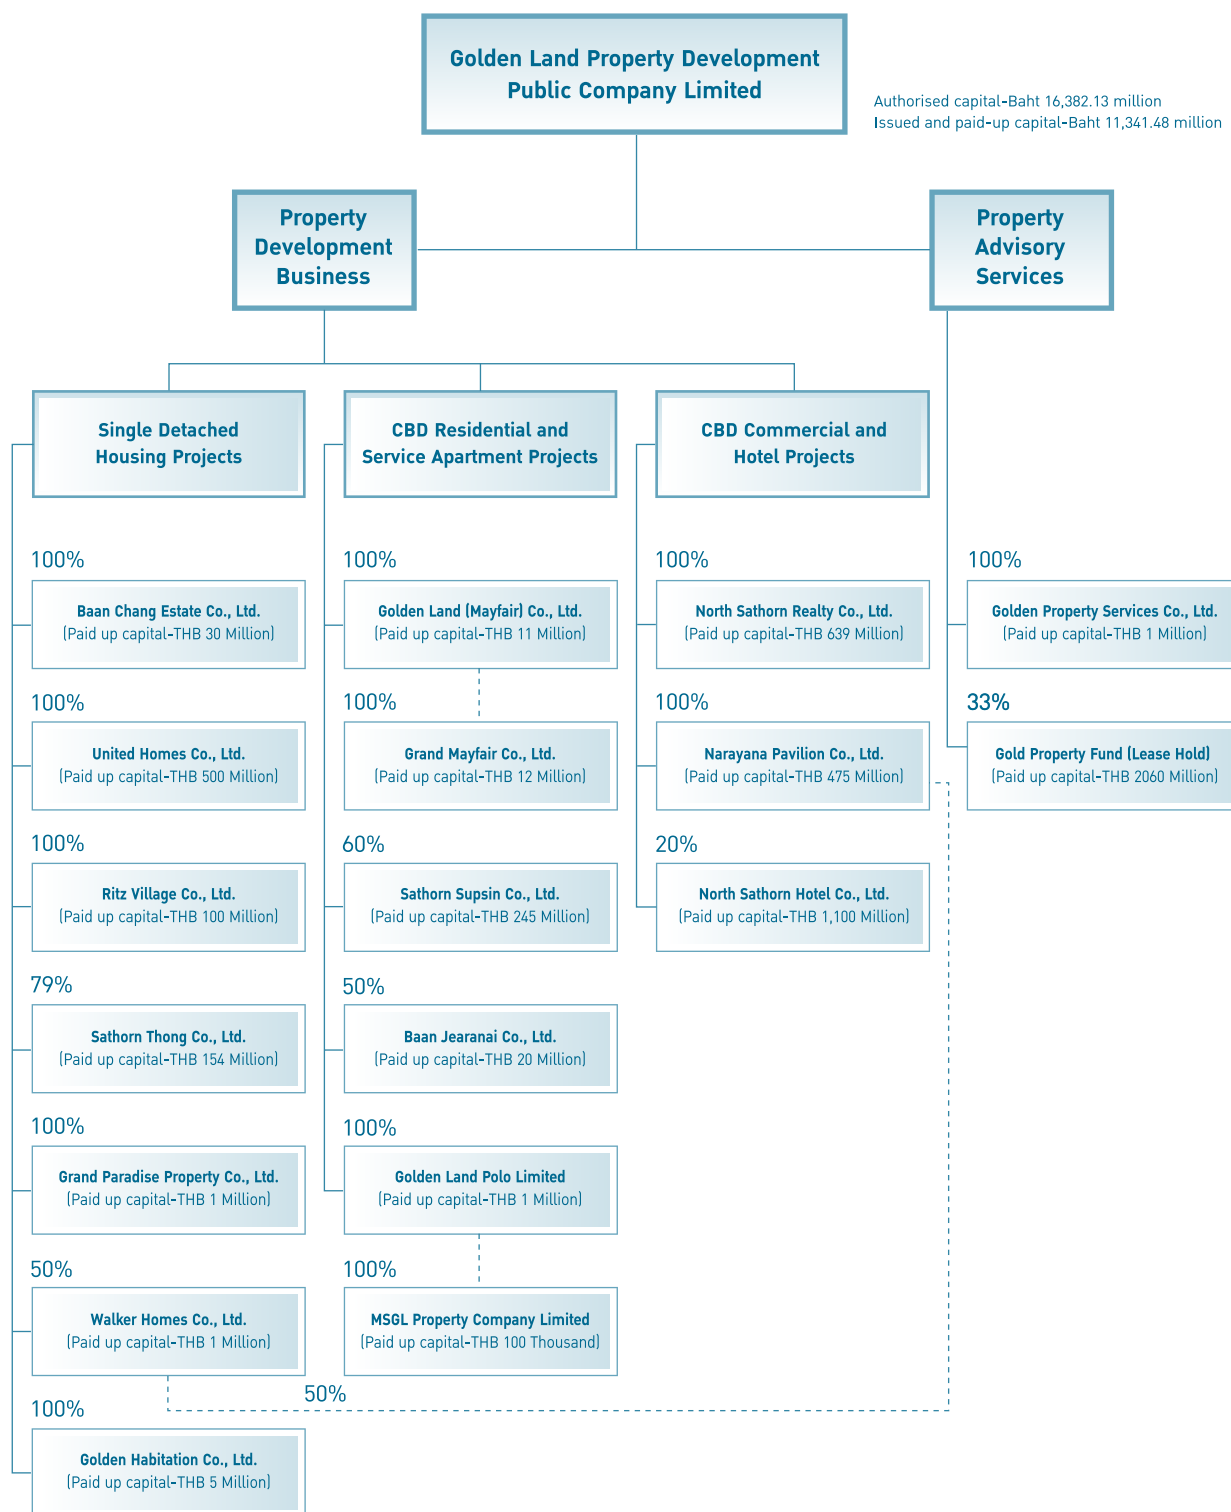 Golden Land Property Development
Public Company Limited
Authorised capital-Baht 16,382.13 million
Issued and paid-up capital-Baht 11,341.48 million
Property
Development
Business
Property
Advisory
Services
Single Detached
Housing Projects
CBD Residential and
Service Apartment Projects
CBD Commercial and
Hotel Projects
100%
Baan Chang Estate Co., Ltd.
(Paid up capital-THB 30 Million)
100%
United Homes Co., Ltd.
(Paid up capital-THB 500 Million)
100%
Ritz Village Co., Ltd.
(Paid up capital-THB 100 Million)
79%
Sathorn Thong Co., Ltd.
(Paid up capital-THB 154 Million)
100%
Grand Paradise Property Co., Ltd.
(Paid up capital-THB 1 Million)
50%
Walker Homes Co., Ltd.
(Paid up capital-THB 1 Million)
100%
Golden Habitation Co., Ltd.
(Paid up capital-THB 5 Million)
100%
Golden Land (Mayfair) Co., Ltd.
(Paid up capital-THB 11 Million)
100%
Grand Mayfair Co., Ltd.
(Paid up capital-THB 12 Million)
60%
Sathorn Supsin Co., Ltd.
(Paid up capital-THB 245 Million)
50%
Baan Jearanai Co., Ltd.
(Paid up capital-THB 20 Million)
100%
Golden Land Polo Limited
(Paid up capital-THB 1 Million)
100%
MSGL Property Company Limited
(Paid up capital-THB 100 Thousand)
50%
100%
North Sathorn Realty Co., Ltd.
(Paid up capital-THB 639 Million)
100%
Narayana Pavilion Co., Ltd.
(Paid up capital-THB 475 Million)
20%
North Sathorn Hotel Co., Ltd.
(Paid up capital-THB 1,100 Million)
100%
Golden Property Services Co., Ltd.
(Paid up capital-THB 1 Million)
33%
Gold Property Fund (Lease Hold)
(Paid up capital-THB 2060 Million)